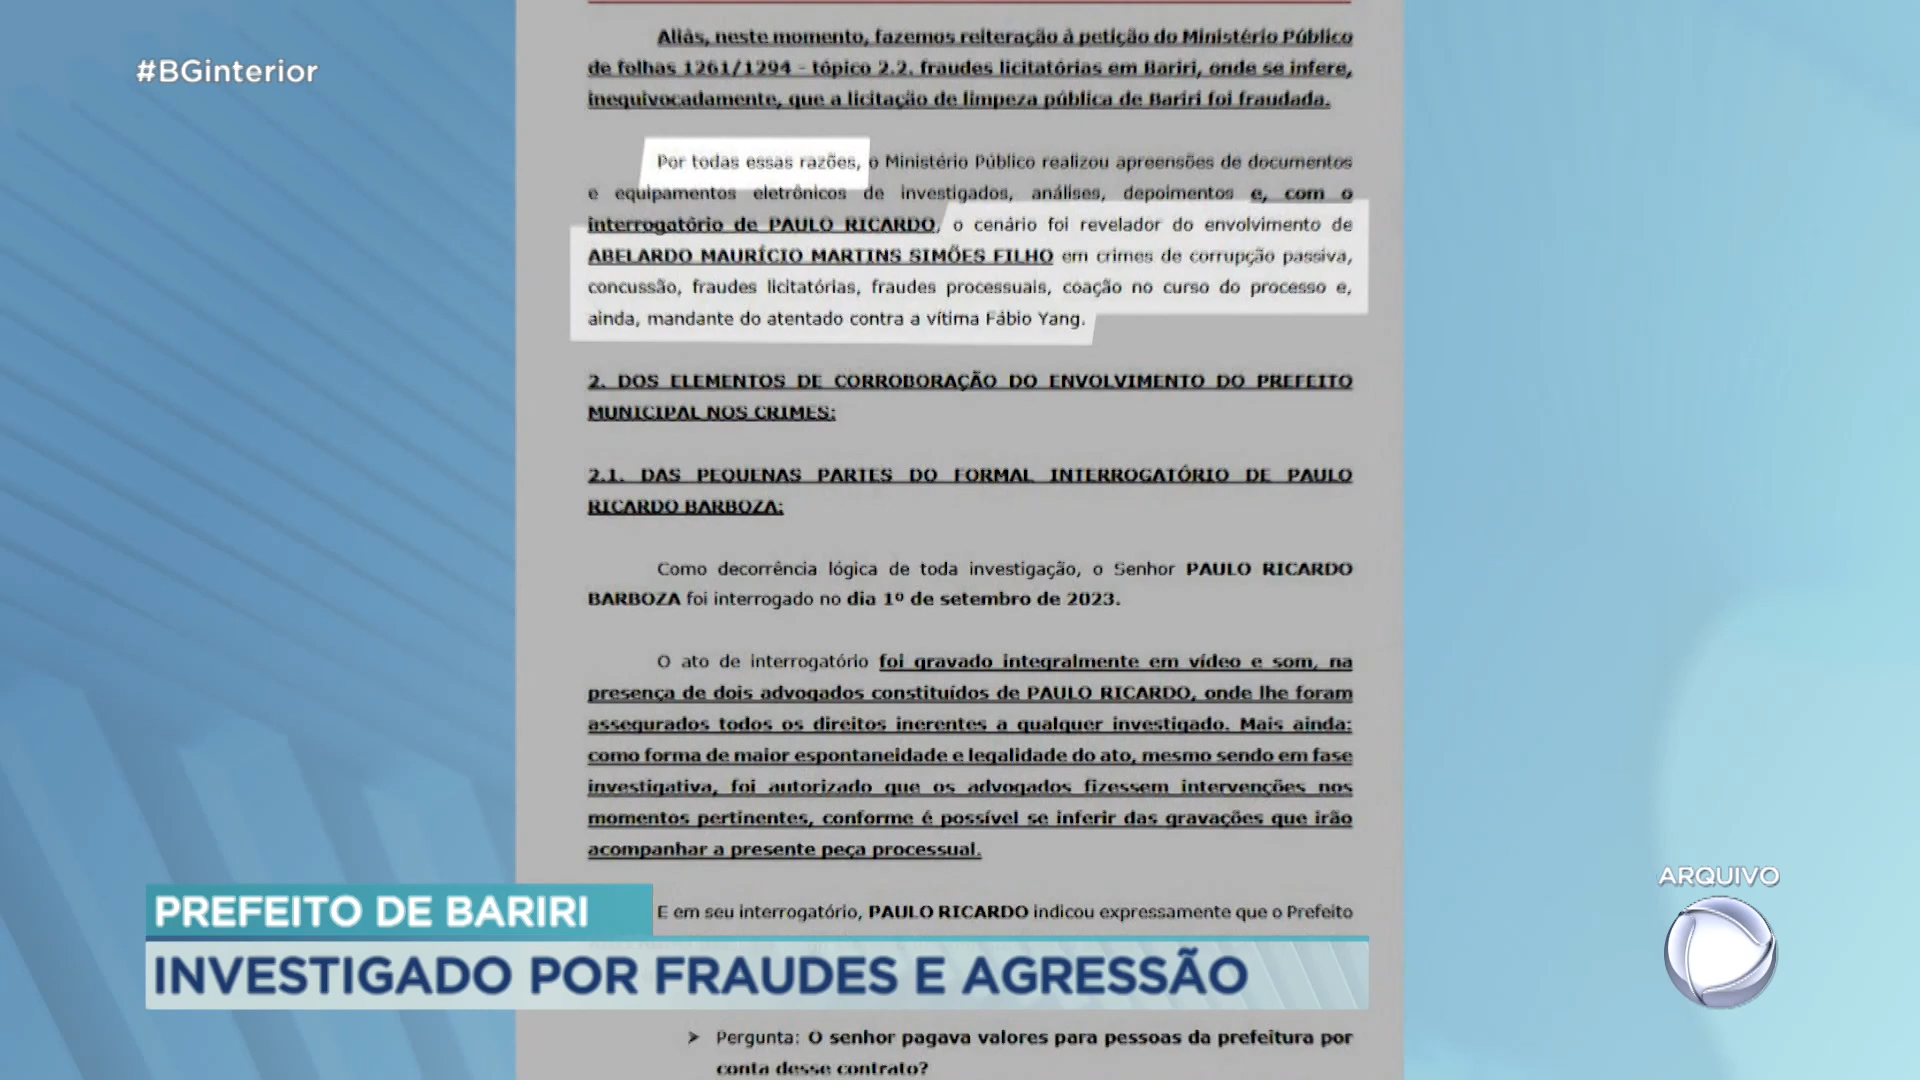 #BGinterior
Aliás, neste momento, fazemos reiteração à petição do Ministério Público
de folhas 1261/1294 - tópico 2.2. fraudes licitatórias em Bariri, onde se infere,
inequivocadamente, que a licitação de limpeza pública de Bariri foi fraudada.
Por todas essas razões, o Ministério Público realizou apreensões de documentos
e equipamentos eletrônicos de investigados, análises, depoimentos e, com o
interrogatório de PAULO RICARDO, o cenário foi revelador do envolvimento de
ABELARDO MAURÍCIO MARTINS SIMÕES FILHO em crimes de corrupção passiva,
concussão, fraudes licitatórias, fraudes processuais, coação no curso do processo e,
ainda, mandante do atentado contra a vítima Fábio Yang.
2. DOS ELEMENTOS DE CORROBORAÇÃO DO ENVOLVIMENTO DO PREFEITO
MUNICIPAL NOS CRIMES:
2.1. DAS PEQUENAS PARTES DO FORMAL INTERROGATÓRIO DE PAULO
RICARDO BARBOZA:
Como decorrência lógica de toda investigação, o Senhor PAULO RICARDO
BARBOZA foi interrogado no dia 1º de setembro de 2023.
O ato de interrogatório foi gravado integralmente em vídeo e som, na
presença de dois advogados constituídos de PAULO RICARDO, onde lhe foram
assegurados todos os direitos inerentes a qualquer investigado. Mais ainda:
como forma de maior espontaneidade e legalidade do ato, mesmo sendo em fase
investigativa, foi autorizado que os advogados fizessem intervenções nos
momentos pertinentes, conforme é possível se inferir das gravações que irão
acompanhar a presente peça processual.
E em seu interrogatório, PAULO RICARDO indicou expressamente que o Prefeito
PREFEITO DE BARIRI
INVESTIGADO POR FRAUDES E AGRESSÃO
ARQUIVO
➤ Pergunta: O senhor pagava valores para pessoas da prefeitura por
conta desse contrato?